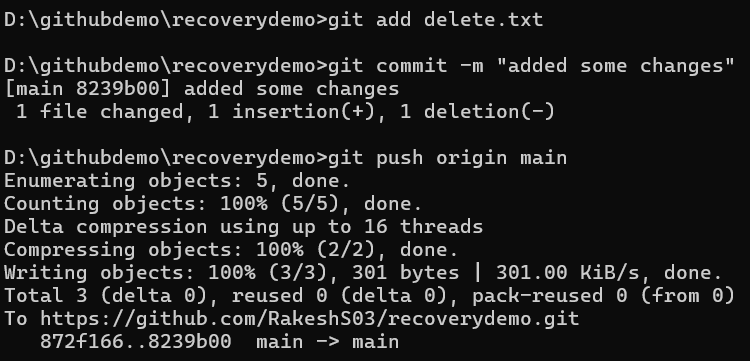 D:\githubdemo\recoverydemo>git add delete.txt
D:\githubdemo\recoverydemo>git commit -m "added some changes"
[main 8239b00] added some changes
 1 file changed, 1 insertion(+), 1 deletion(-)
D:\githubdemo\recoverydemo>git push origin main
Enumerating objects: 5, done.
Counting objects: 100% (5/5), done.
Delta compression using up to 16 threads
Compressing objects: 100% (2/2), done.
Writing objects: 100% (3/3), 301 bytes | 301.00 KiB/s, done.
Total 3 (delta 0), reused 0 (delta 0), pack-reused 0 (from 0)
To https://github.com/RakeshS03/recoverydemo.git
   872f166..8239b00  main -> main